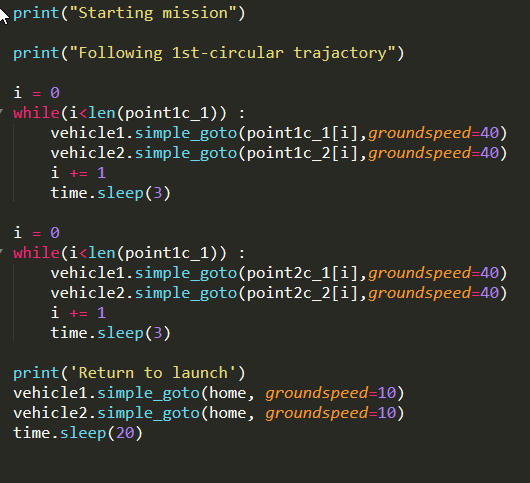 print("Starting mission")
print("Following 1st-circular trajactory")
i = 0
while(i<len(point1c_1)) :
    vehicle1.simple_goto(point1c_1[i],groundspeed=40)
    vehicle2.simple_goto(point1c_2[i],groundspeed=40)
    i += 1
    time.sleep(3)
i = 0
while(i<len(point1c_1)) :
    vehicle1.simple_goto(point2c_1[i],groundspeed=40)
    vehicle2.simple_goto(point2c_2[i],groundspeed=40)
    i += 1
    time.sleep(3)
print('Return to launch')
vehicle1.simple_goto(home, groundspeed=10)
vehicle2.simple_goto(home, groundspeed=10)
time.sleep(20)